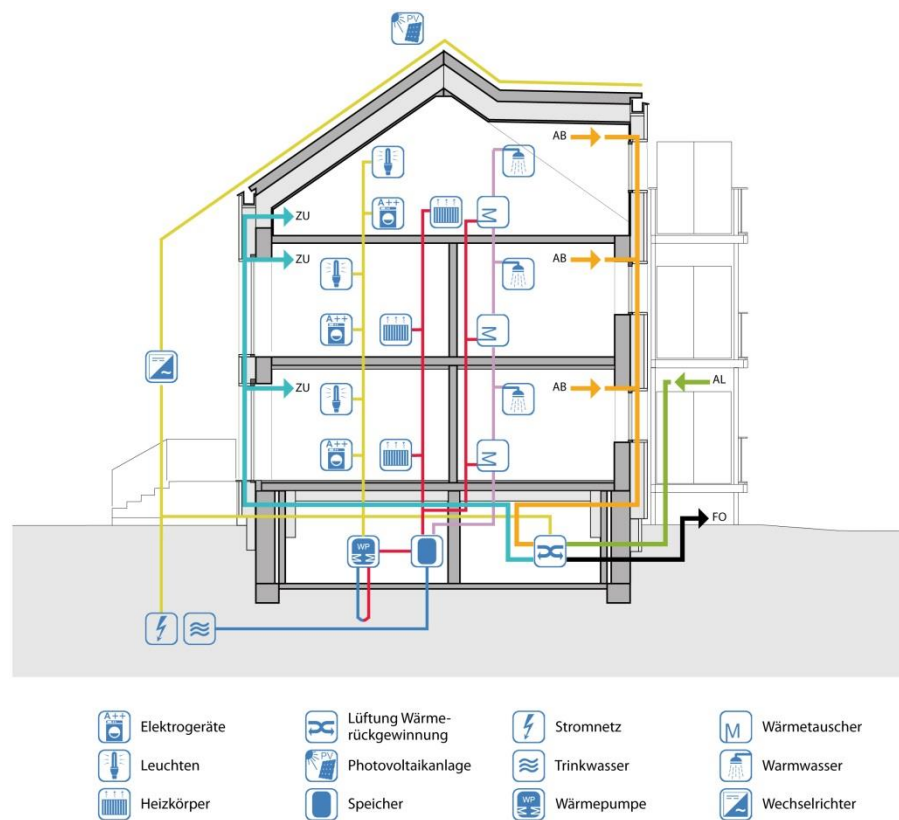 PV
AB
A++
M
ZU
ZU
AB
A++
M
ZU
AB
AL
A++
M
FO
WP
A++
Elektrogeräte
Lüftung Wärme-
rückgewinnung
Stromnetz
M
Wärmetauscher
Leuchten
PV
Photovoltaikanlage
Trinkwasser
Warmwasser
Heizkörper
Speicher
WP
Wärmepumpe
Wechselrichter